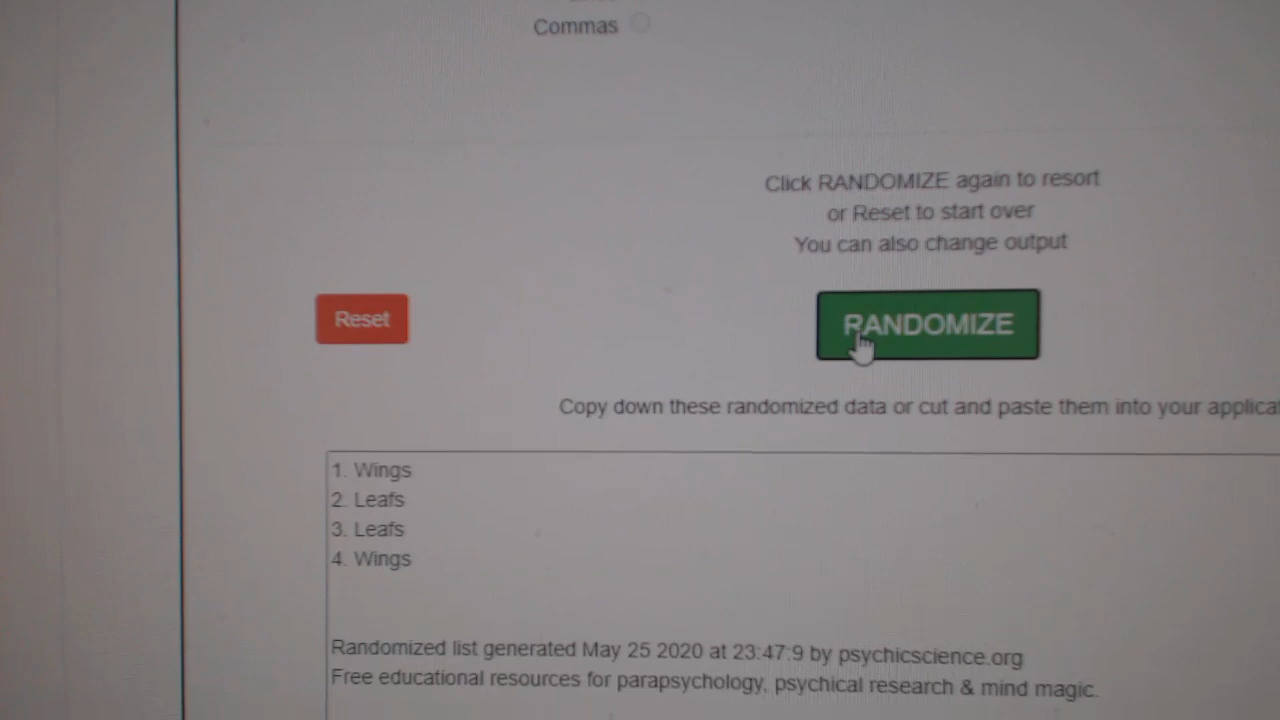 Commas
Click RANDOMIZE again to resort
or Reset to start over
You can also change output
Reset
RANDOMIZE
Copy down these randomized data or cut and paste them into your
1. Wings
2. Leafs
3. Leafs
4. Wings
Randomized list generated May 25 2020 at 23:47:9 by psychicscience.org
Free educational resources for parapsychology, psychical research & mind magic.